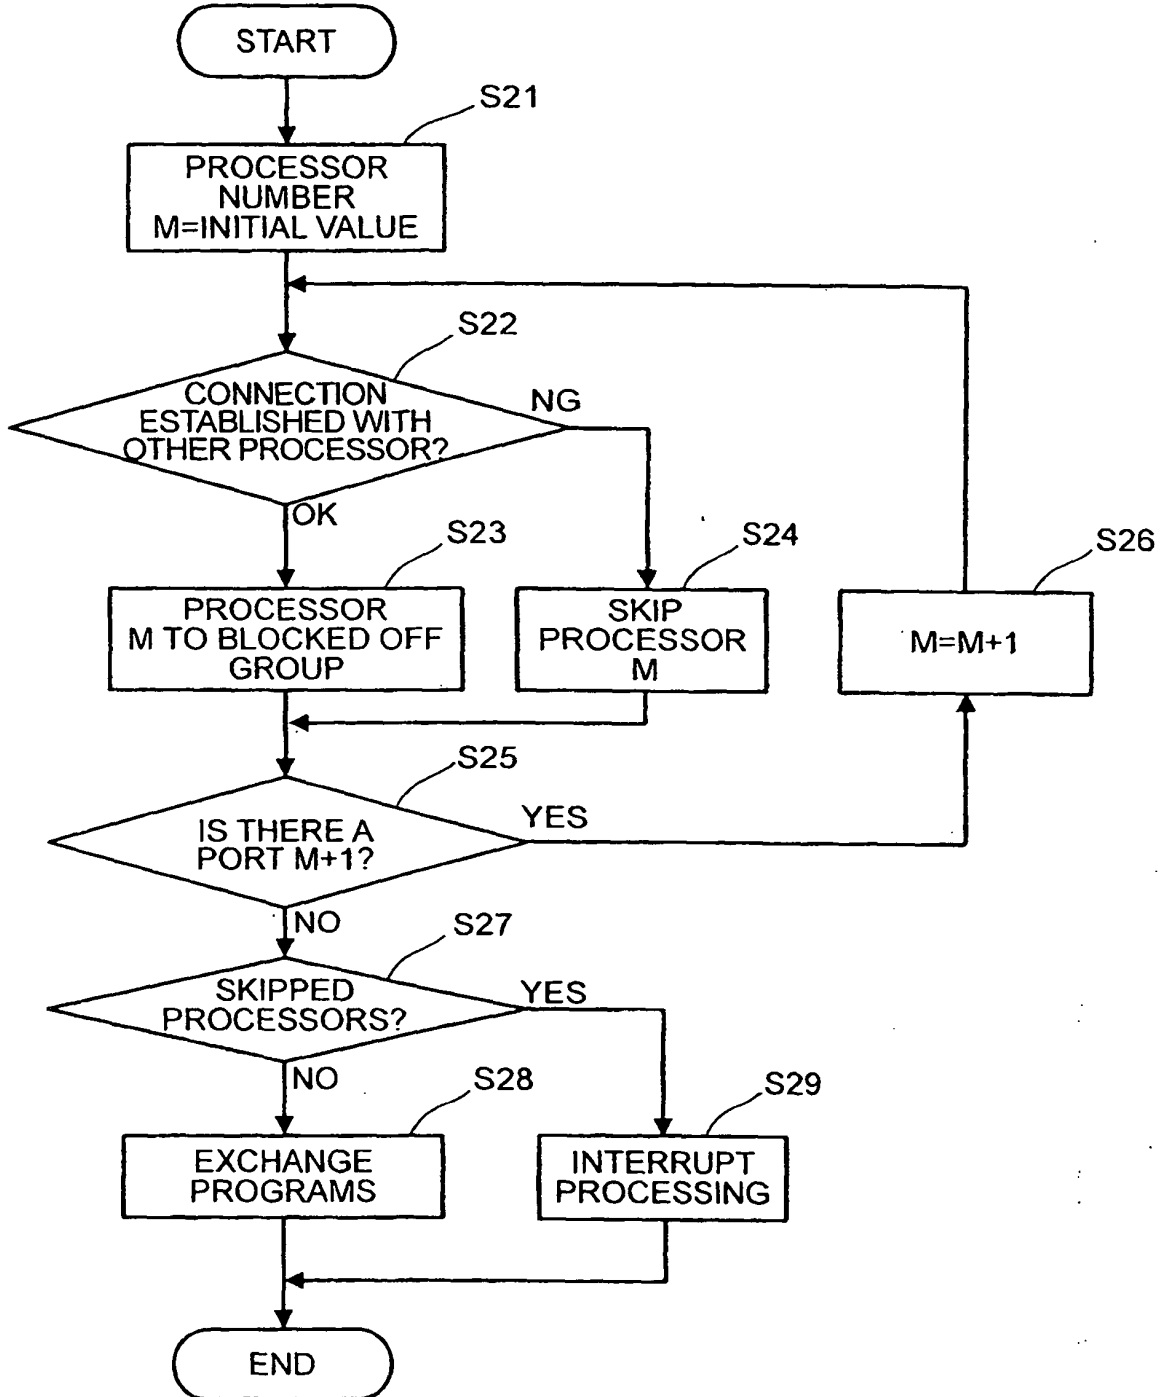 START
S21
PROCESSOR
NUMBER
M=INITIAL VALUE
S22
CONNECTION
ESTABLISHED WITH
OTHER PROCESSOR?
NG
OK
S23
PROCESSOR
M TO BLOCKED OFF
GROUP
S24
SKIP
PROCESSOR
M
S26
M=M+1
S25
IS THERE A
PORT M+1?
YES
NO
S27
SKIPPED
PROCESSORS?
YES
NO
S28
EXCHANGE
PROGRAMS
S29
INTERRUPT
PROCESSING
END